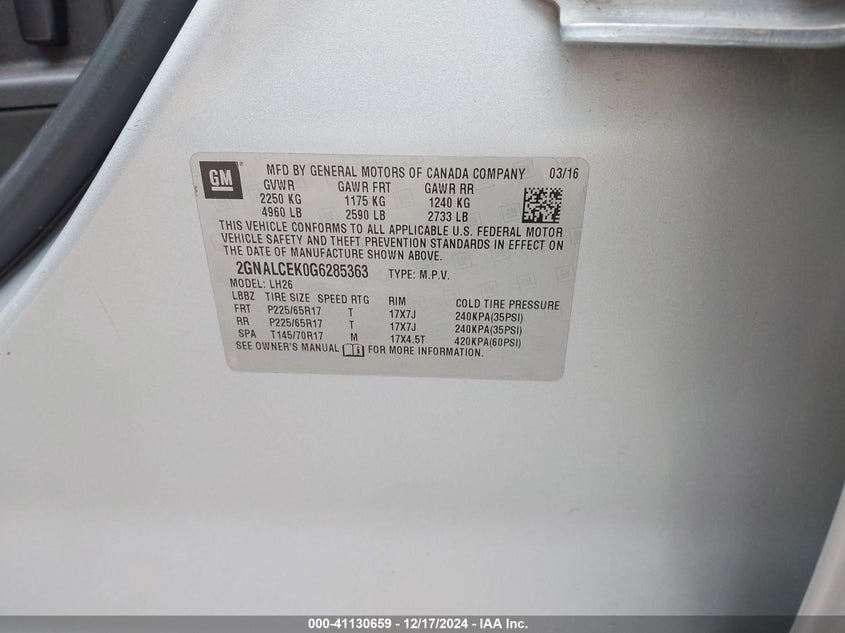 GM ® MFD BY GENERAL MOTORS OF CANADA COMPANY 03/16
GVWR GAWR FRT GAWR RR
2250 KG 1175 KG 1240 KG
4960 LB 2590 LB 2733 LB
THIS VEHICLE CONFORMS TO ALL APPLICABLE U.S. FEDERAL MOTOR
VEHICLE SAFETY AND THEFT PREVENTION STANDARDS IN EFFECT ON
THE DATE OF MANUFACTURE SHOWN ABOVE.
2GNALCEK0G6285363 TYPE: M.P.V.
MODEL: LH26
LBBZ TIRE SIZE SPEED RTG RIM COLD TIRE PRESSURE
FRT P225/65R17 T 17X7J 240KPA(35PSI)
RR P225/65R17 T 17X7J 240KPA(35PSI)
SPA T145/70R17 M 17X4.5T 420KPA(60PSI)
SEE OWNER'S MANUAL FOR MORE INFORMATION.
000-41130659 - 12/17/2024 - IAA Inc.